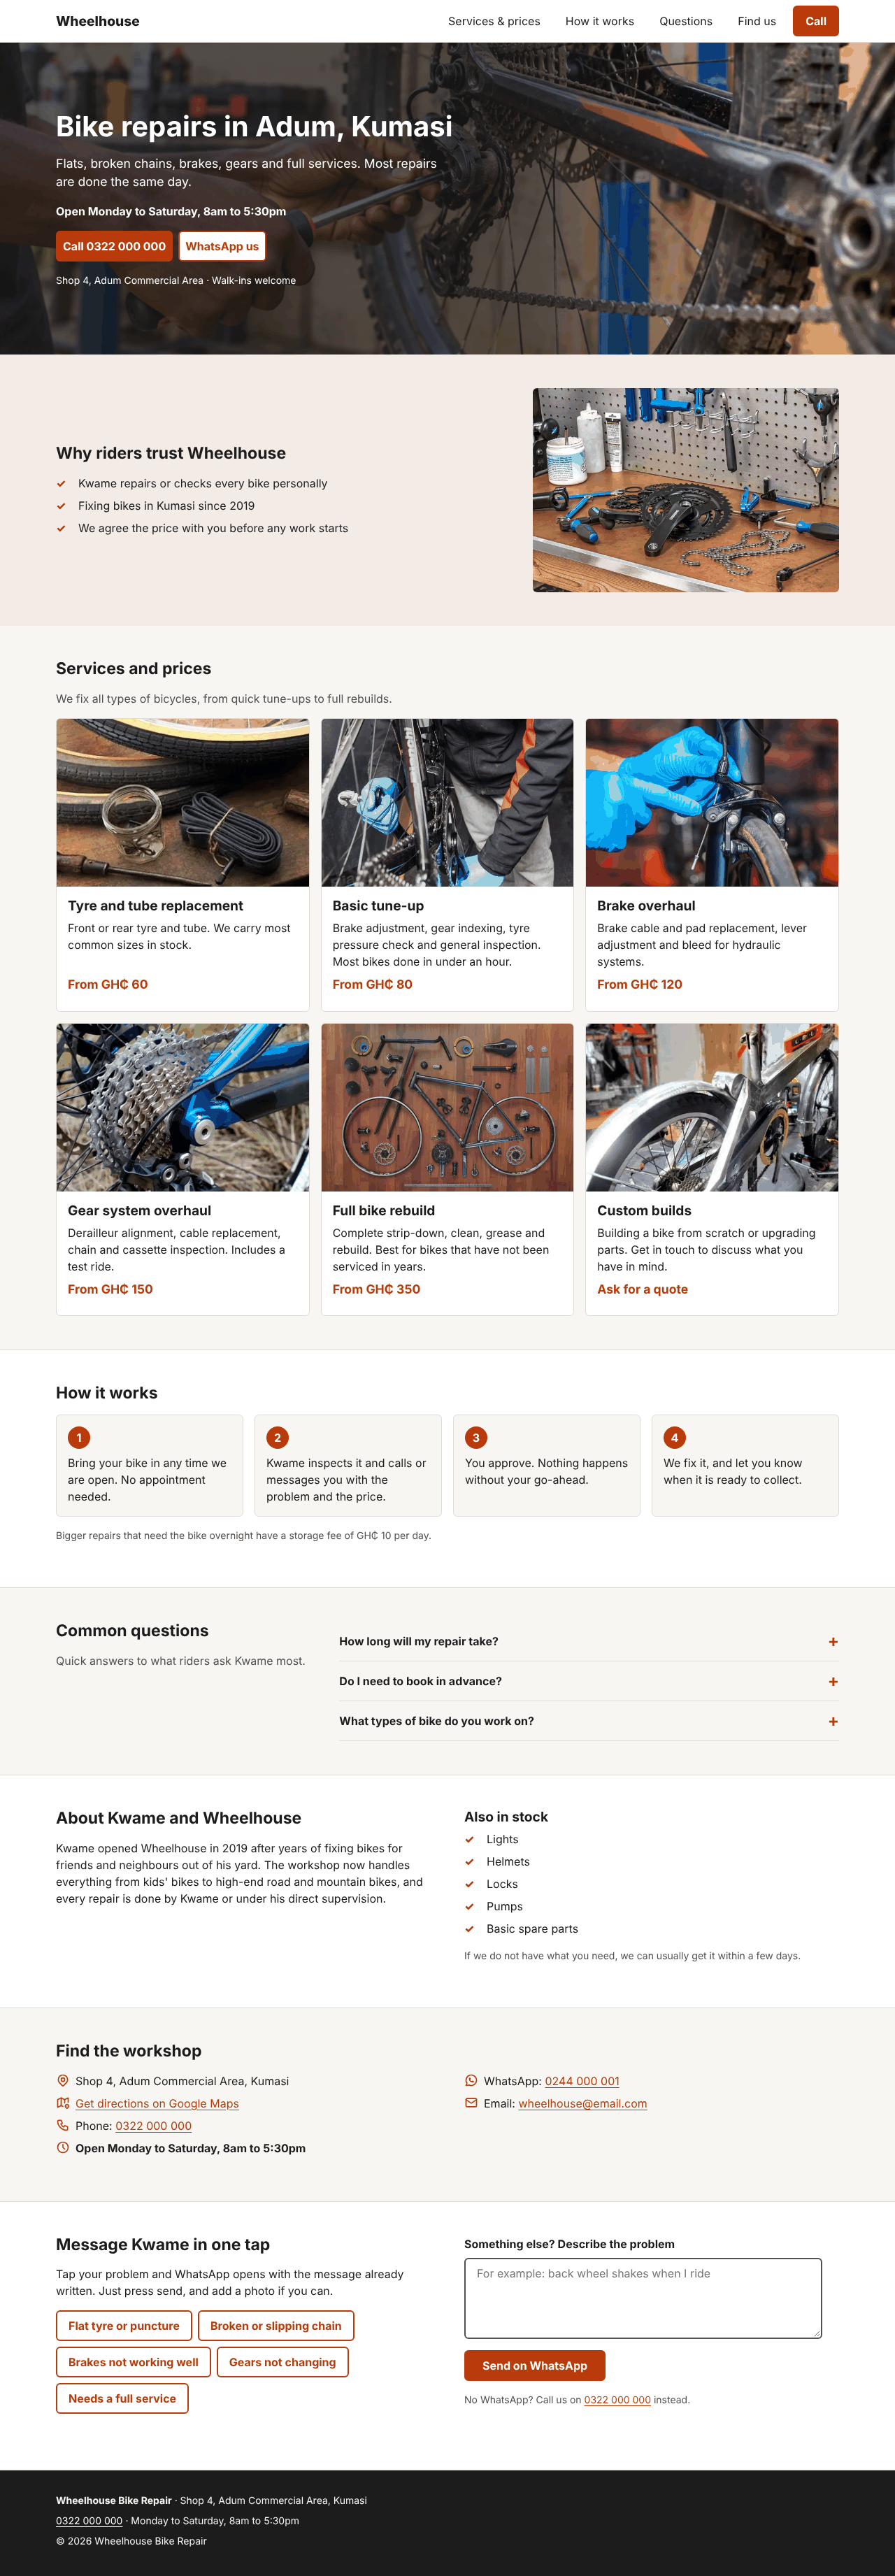 Wheelhouse
Services & prices
How it works
Questions
Find us
Call
Bike repairs in Adum, Kumasi
Flats, broken chains, brakes, gears and full services. Most repairs
are done the same day.
Open Monday to Saturday, 8am to 5:30pm
Call 0322 000 000
WhatsApp us
Shop 4, Adum Commercial Area · Walk-ins welcome
Why riders trust Wheelhouse
Kwame repairs or checks every bike personally
Fixing bikes in Kumasi since 2019
We agree the price with you before any work starts
Services and prices
We fix all types of bicycles, from quick tune-ups to full rebuilds.
Tyre and tube replacement
Front or rear tyre and tube. We carry most
common sizes in stock.
From GH₵ 60
Basic tune-up
Brake adjustment, gear indexing, tyre
pressure check and general inspection.
Most bikes done in under an hour.
From GH₵ 80
Brake overhaul
Brake cable and pad replacement, lever
adjustment and bleed for hydraulic
systems.
From GH₵ 120
Gear system overhaul
Derailleur alignment, cable replacement,
chain and cassette inspection. Includes a
test ride.
From GH₵ 150
Full bike rebuild
Complete strip-down, clean, grease and
rebuild. Best for bikes that have not been
serviced in years.
From GH₵ 350
Custom builds
Building a bike from scratch or upgrading
parts. Get in touch to discuss what you
have in mind.
Ask for a quote
How it works
1
Bring your bike in any time we
are open. No appointment
needed.
2
Kwame inspects it and calls or
messages you with the
problem and the price.
3
You approve. Nothing happens
without your go-ahead.
4
We fix it, and let you know
when it is ready to collect.
Bigger repairs that need the bike overnight have a storage fee of GH₵ 10 per day.
Common questions
Quick answers to what riders ask Kwame most.
How long will my repair take?
Do I need to book in advance?
What types of bike do you work on?
About Kwame and Wheelhouse
Kwame opened Wheelhouse in 2019 after years of fixing bikes for
friends and neighbours out of his yard. The workshop now handles
everything from kids' bikes to high-end road and mountain bikes, and
every repair is done by Kwame or under his direct supervision.
Also in stock
Lights
Helmets
Locks
Pumps
Basic spare parts
If we do not have what you need, we can usually get it within a few days.
Find the workshop
Shop 4, Adum Commercial Area, Kumasi
Get directions on Google Maps
Phone: 0322 000 000
Open Monday to Saturday, 8am to 5:30pm
WhatsApp: 0244 000 001
Email: wheelhouse@email.com
Message Kwame in one tap
Tap your problem and WhatsApp opens with the message already
written. Just press send, and add a photo if you can.
Flat tyre or puncture
Broken or slipping chain
Brakes not working well
Gears not changing
Needs a full service
Something else? Describe the problem
For example: back wheel shakes when I ride
Send on WhatsApp
No WhatsApp? Call us on 0322 000 000 instead.
Wheelhouse Bike Repair · Shop 4, Adum Commercial Area, Kumasi
0322 000 000 · Monday to Saturday, 8am to 5:30pm
© 2026 Wheelhouse Bike Repair